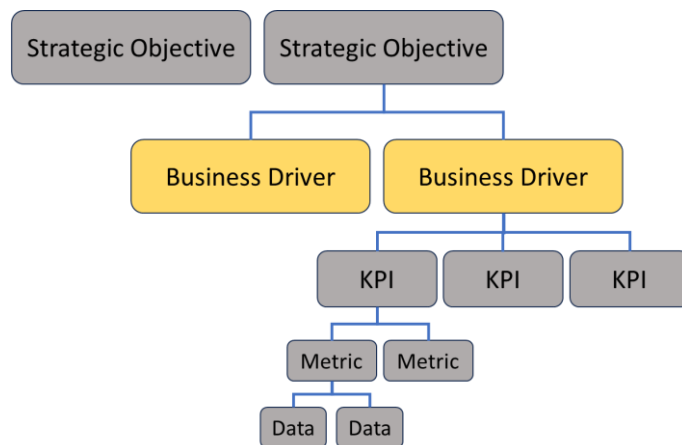 Strategic Objective
Strategic Objective
Business Driver
Business Driver
KPI
KPI
KPI
Metric
Metric
Data
Data